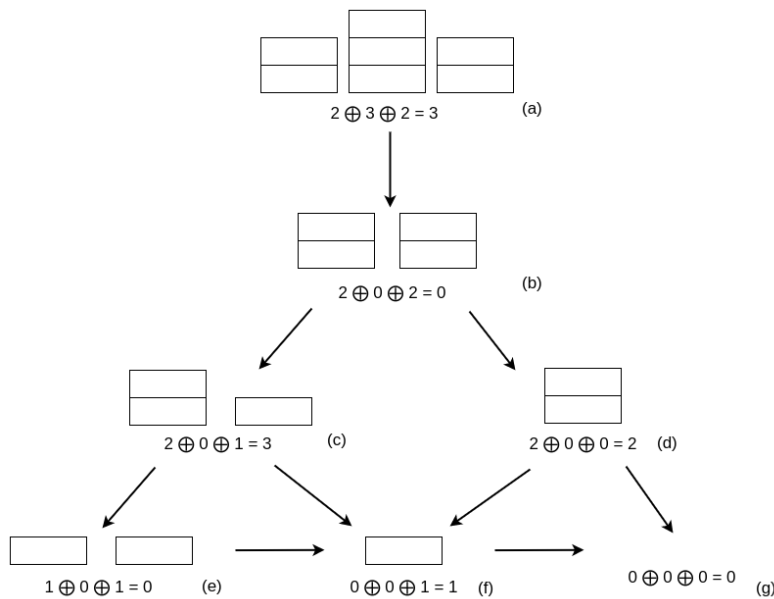 2 ⊕ 3 ⊕ 2 = 3
(a)
2 ⊕ 0 ⊕ 2 = 0
(b)
2 ⊕ 0 ⊕ 1 = 3
(c)
2 ⊕ 0 ⊕ 0 = 2
(d)
1 ⊕ 0 ⊕ 1 = 0
(e)
0 ⊕ 0 ⊕ 1 = 1
(f)
0 ⊕ 0 ⊕ 0 = 0
(g)